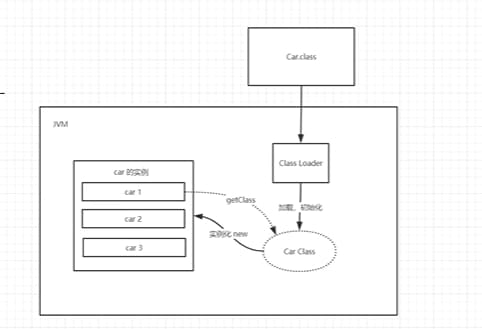 Car.class
JVM
Class Loader
car 的实例
car 1
getClass
加载、初始化
car 2
实例化 new
car 3
Car Class